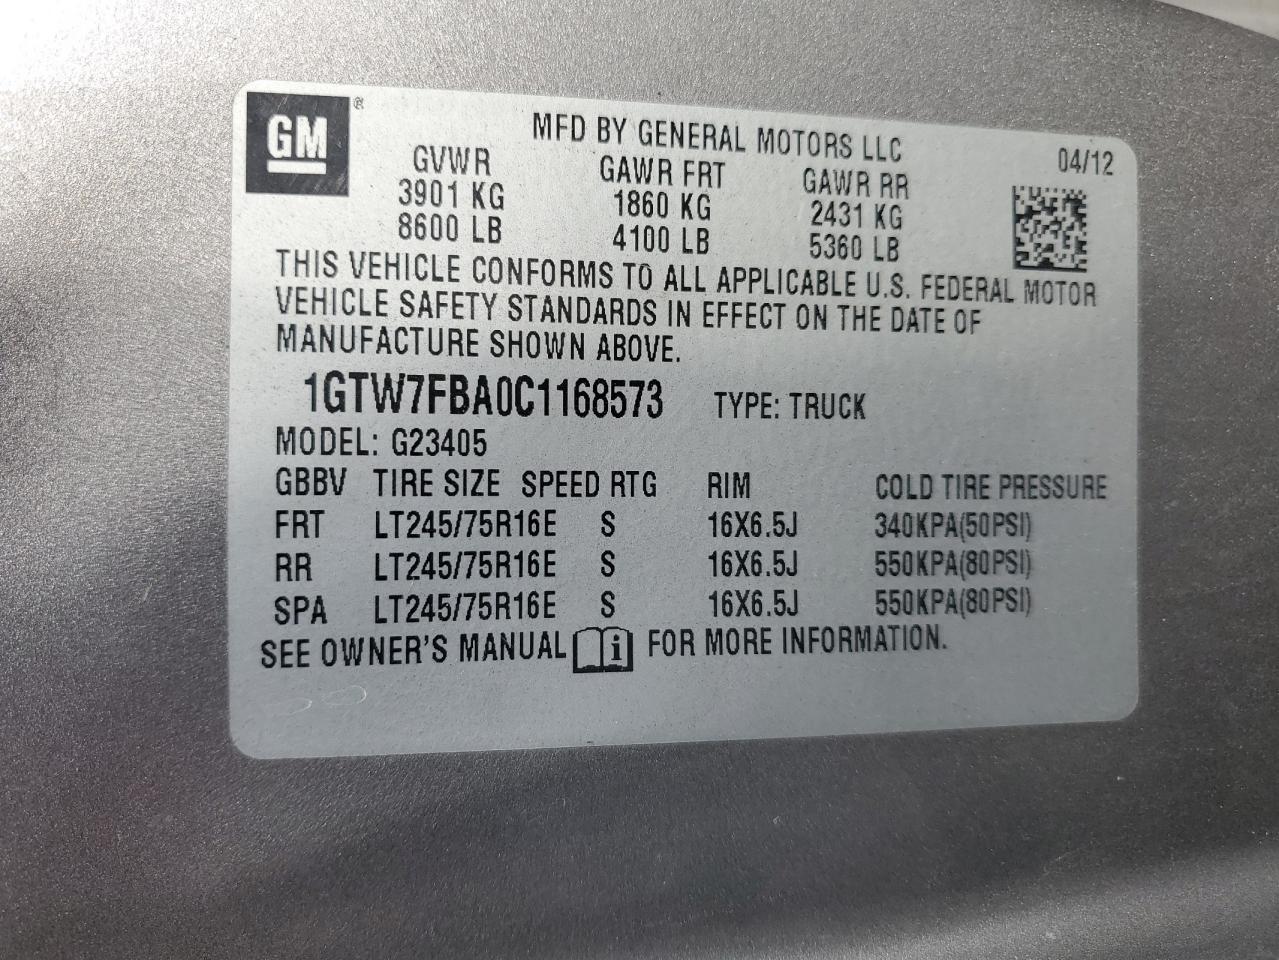 GM®
MFD BY GENERAL MOTORS LLC
04/12
GVWR GAWR FRT GAWR RR
3901 KG 1860 KG 2431 KG
8600 LB 4100 LB 5360 LB
THIS VEHICLE CONFORMS TO ALL APPLICABLE U.S. FEDERAL MOTOR
VEHICLE SAFETY STANDARDS IN EFFECT ON THE DATE OF
MANUFACTURE SHOWN ABOVE.
1GTW7FBA0C1168573 TYPE: TRUCK
MODEL: G23405
GBBV TIRE SIZE SPEED RTG RIM COLD TIRE PRESSURE
FRT LT245/75R16E S 16X6.5J 340KPA(50PSI)
RR LT245/75R16E S 16X6.5J 550KPA(80PSI)
SPA LT245/75R16E S 16X6.5J 550KPA(80PSI)
SEE OWNER'S MANUAL i FOR MORE INFORMATION.